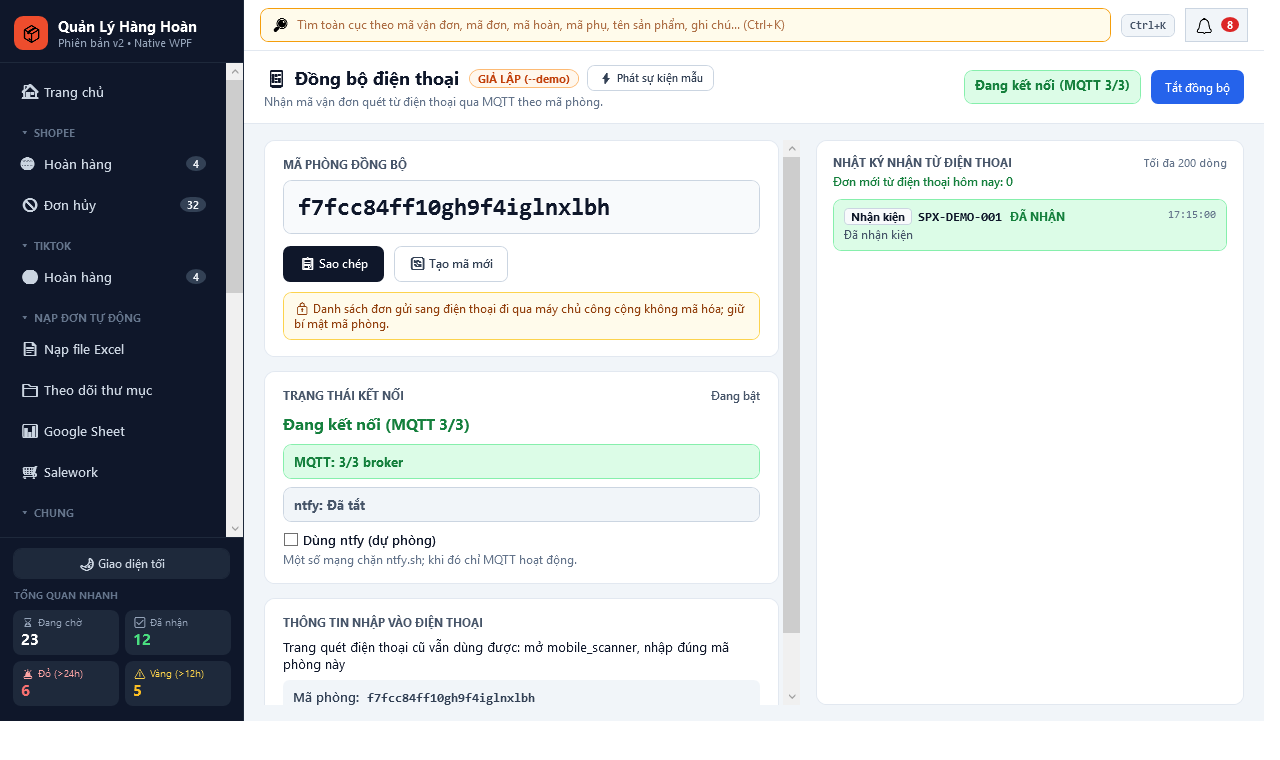 Quản Lý Hàng Hoàn
Phiên bản v2 • Native WPF
Trang chủ
SHOPEE
Hoàn hàng 4
Đơn hủy 32
TIKTOK
Hoàn hàng 4
NẠP ĐƠN TỰ ĐỘNG
Nạp file Excel
Theo dõi thư mục
Google Sheet
Salework
CHUNG
Giao diện tối
TỔNG QUAN NHANH
Đang chờ
23
Đã nhận
12
Đỏ (>24h)
6
Vàng (>12h)
5
Tìm toàn cục theo mã vận đơn, mã đơn, mã hoàn, mã phụ, tên sản phẩm, ghi chú... (Ctrl+K)
Ctrl+K
8
Đồng bộ điện thoại
GIẢ LẬP (--demo)
Phát sự kiện mẫu
Nhận mã vận đơn quét từ điện thoại qua MQTT theo mã phòng.
Đang kết nối (MQTT 3/3)
Tắt đồng bộ
MÃ PHÒNG ĐỒNG BỘ
f7fcc84ff10gh9f4iglnxlbh
Sao chép
Tạo mã mới
Danh sách đơn gửi sang điện thoại đi qua máy chủ công cộng không mã hóa; giữ
bí mật mã phòng.
TRẠNG THÁI KẾT NỐI
Đang bật
Đang kết nối (MQTT 3/3)
MQTT: 3/3 broker
ntfy: Đã tắt
Dùng ntfy (dự phòng)
Một số mạng chặn ntfy.sh; khi đó chỉ MQTT hoạt động.
THÔNG TIN NHẬP VÀO ĐIỆN THOẠI
Trang quét điện thoại cũ vẫn dùng được: mở mobile_scanner, nhập đúng mã
phòng này
Mã phòng: f7fcc84ff10gh9f4iglnxlbh
NHẬT KÝ NHẬN TỪ ĐIỆN THOẠI
Tối đa 200 dòng
Đơn mới từ điện thoại hôm nay: 0
Nhận kiện SPX-DEMO-001 ĐÃ NHẬN 17:15:00
Đã nhận kiện